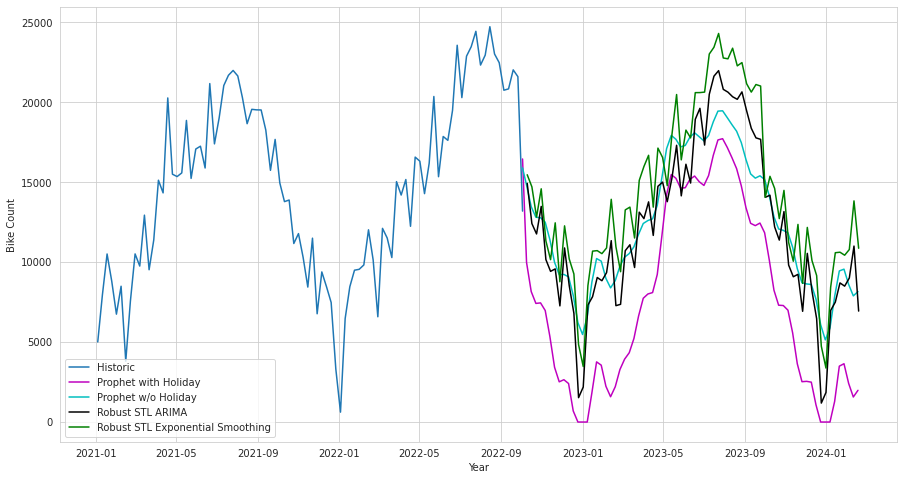 25000
20000
15000
10000
5000
0
Bike Count
Historic
Prophet with Holiday
Prophet w/o Holiday
Robust STL ARIMA
Robust STL Exponential Smoothing
2021-01 2021-05 2021-09 2022-01 2022-05 2022-09 2023-01 2023-05 2023-09 2024-01
Year